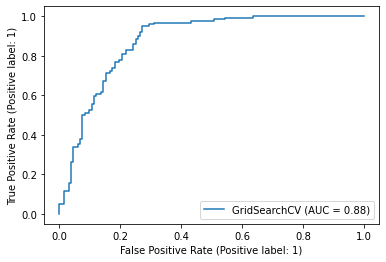 1.0
0.8
0.6
0.4
0.2
0.0
True Positive Rate (Positive label: 1)
GridSearchCV (AUC = 0.88)
0.0 0.2 0.4 0.6 0.8 1.0
False Positive Rate (Positive label: 1)